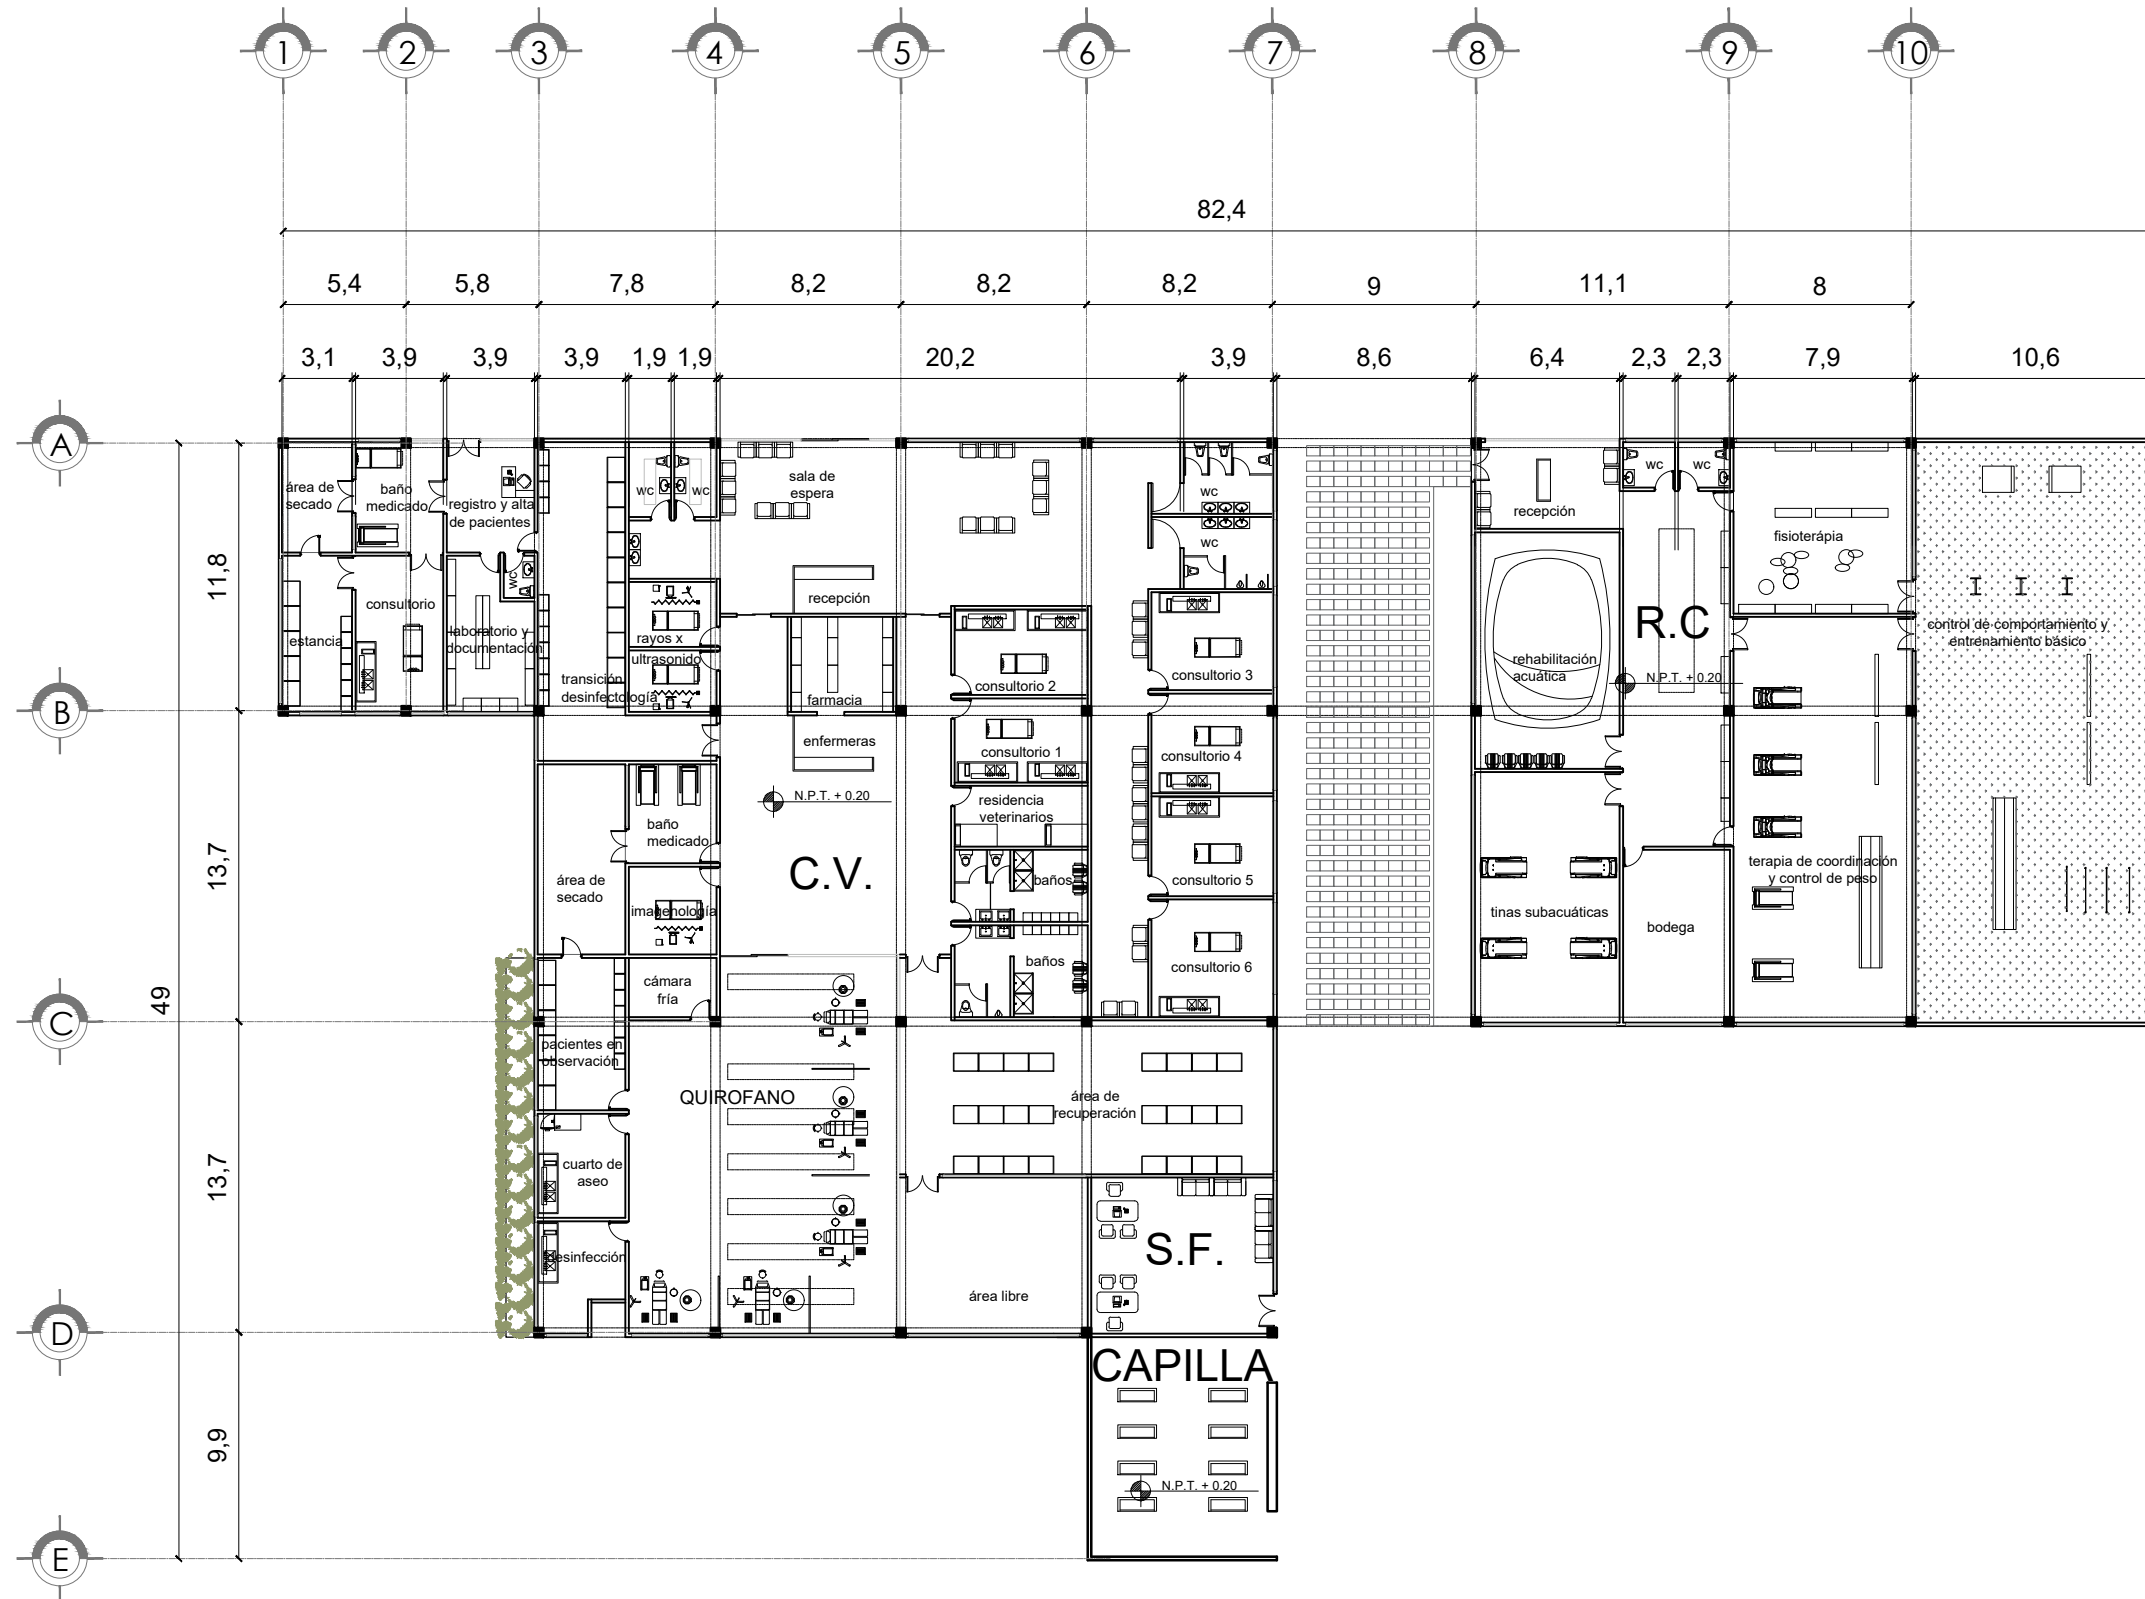 1 2 3 4 5 6 7 8 9 10
82,4
5,4 5,8 7,8 8,2 8,2 8,2 9 11,1 8
3,1 3,9 3,9 3,9 1,9 1,9 20,2 3,9 8,6 6,4 2,3 2,3 7,9 10,6
A
B
C
D
E
49
11,8
13,7
13,7
9,9
área de
secado
baño
medicado
registro y alta
de pacientes
wc
wc
wc
sala de
espera
wc
wc
recepción
wc
wc
fisioterápia
estancia
consultorio
laboratorio y
documentación
transición
desinfectología
rayos x
ultrasonido
recepción
farmacia
enfermeras
consultorio 2
consultorio 1
consultorio 3
consultorio 4
residencia
veterinarios
N.P.T. + 0.20
C.V.
rehabilitación
acuática
R.C
N.P.T. + 0.20
control de comportamiento y
entrenamiento básico
área de
secado
baño
medicado
imagenología
cámara
fría
baños
baños
consultorio 5
consultorio 6
tinas subacuáticas
bodega
terapia de coordinación
y control de peso
pacientes en
observación
QUIROFANO
área de
recuperación
cuarto de
aseo
desinfección
área libre
S.F.
CAPILLA
N.P.T. + 0.20